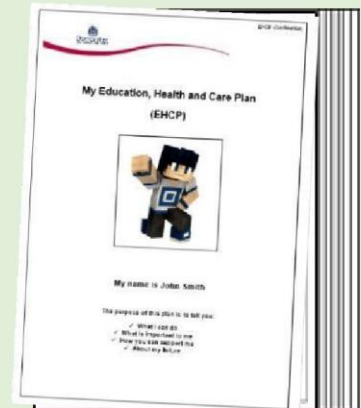 My Education, Health and Care Plan
(EHCP)
My name is John Smith
The purpose of this plan is to tell you:
✓ What I can do
✓ What is important to me
✓ How you can support me
✓ About my future